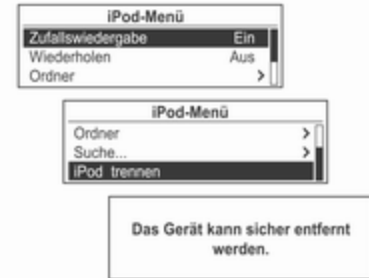 iPod-Menü
Zufallswiedergabe Ein
Wiederholen Aus
Ordner >
iPod-Menü
Ordner >
Suche... >
iPod trennen
Das Gerät kann sicher entfernt
werden.